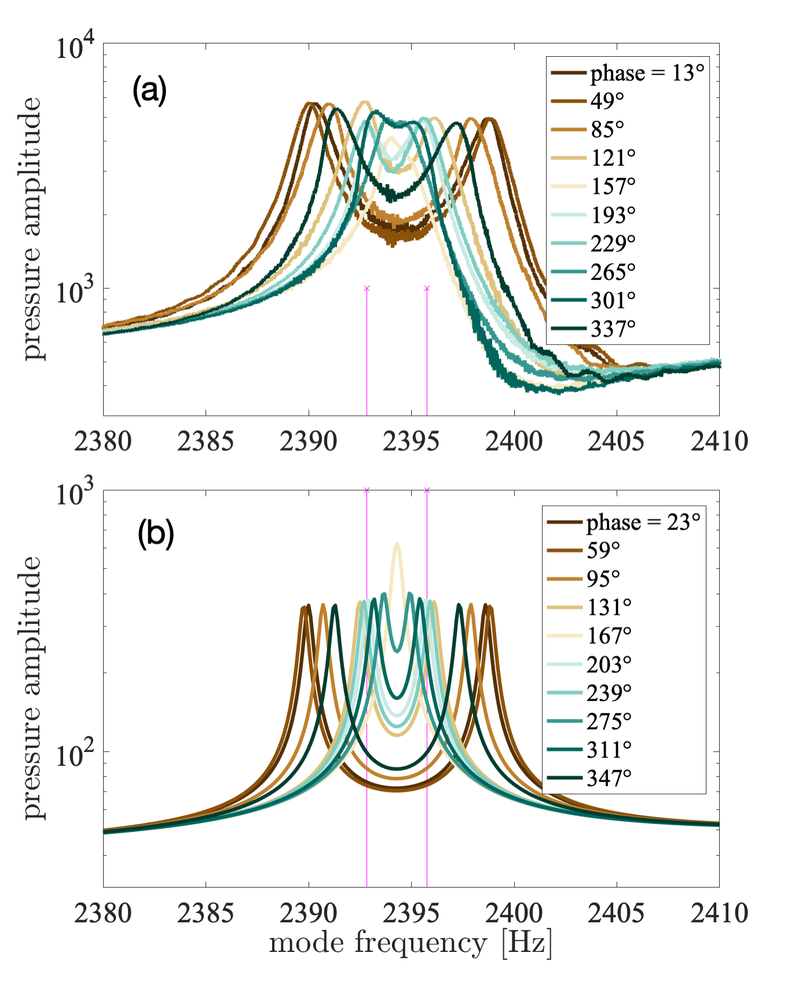 (a)
pressure amplitude
10^4
10^3
phase = 13°
49°
85°
121°
157°
193°
229°
265°
301°
337°
2380 2385 2390 2395 2400 2405 2410
(b)
pressure amplitude
10^3
10^2
phase = 23°
59°
95°
131°
167°
203°
239°
275°
311°
347°
2380 2385 2390 2395 2400 2405 2410
mode frequency [Hz]